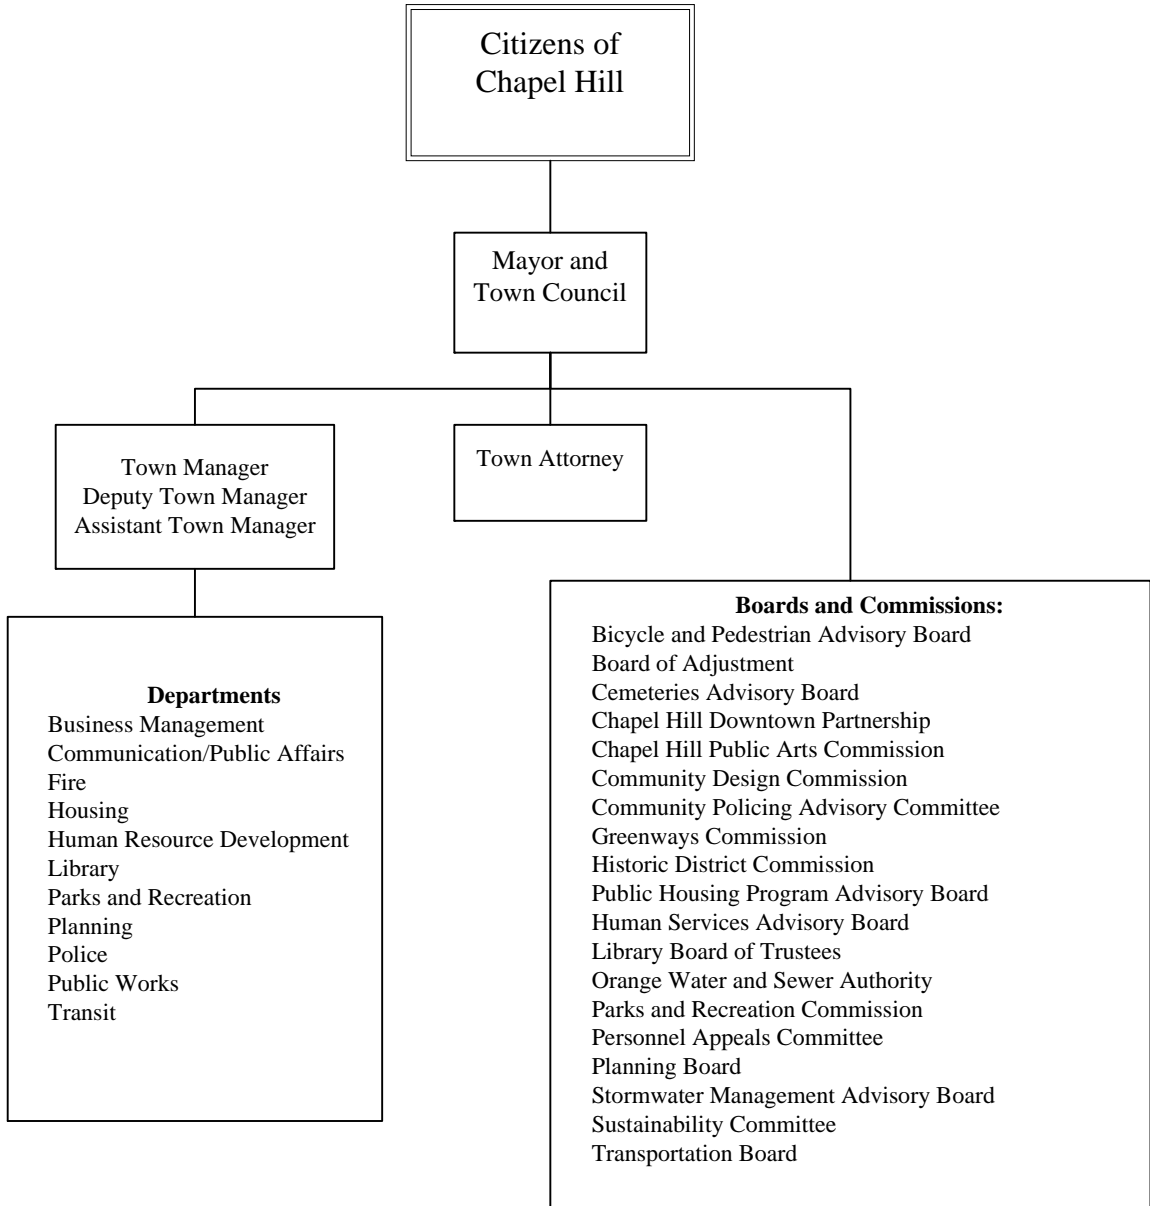 Citizens of
Chapel Hill
Mayor and
Town Council
Town Manager
Deputy Town Manager
Assistant Town Manager
Town Attorney
Departments
Business Management
Communication/Public Affairs
Fire
Housing
Human Resource Development
Library
Parks and Recreation
Planning
Police
Public Works
Transit
Boards and Commissions:
Bicycle and Pedestrian Advisory Board
Board of Adjustment
Cemeteries Advisory Board
Chapel Hill Downtown Partnership
Chapel Hill Public Arts Commission
Community Design Commission
Community Policing Advisory Committee
Greenways Commission
Historic District Commission
Public Housing Program Advisory Board
Human Services Advisory Board
Library Board of Trustees
Orange Water and Sewer Authority
Parks and Recreation Commission
Personnel Appeals Committee
Planning Board
Stormwater Management Advisory Board
Sustainability Committee
Transportation Board